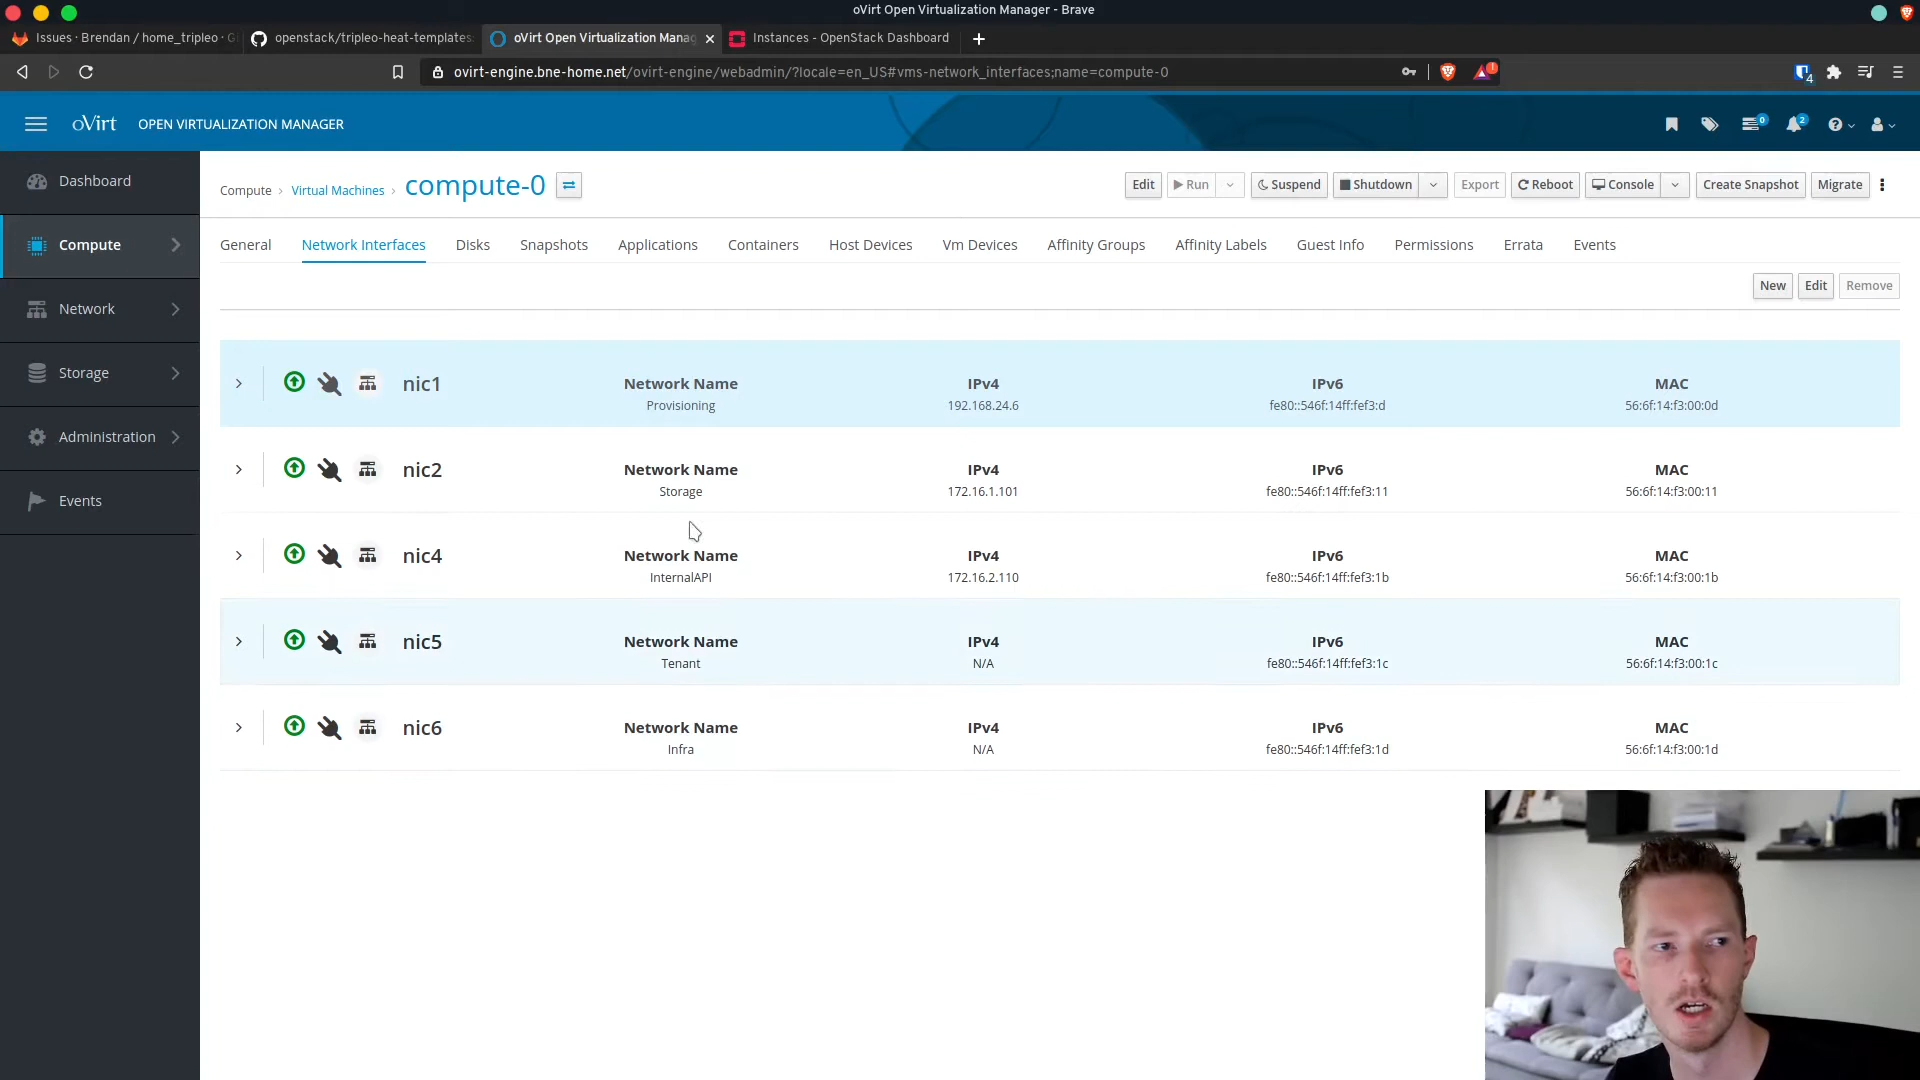 oVirt Open Virtualization Manager - Brave
Issues · Brendan / home_tripleo · G
openstack/tripleo-heat-templates
oVirt Open Virtualization Manag
Instances - OpenStack Dashboard
ovirt-engine.bne-home.net/ovirt-engine/webadmin/?locale=en_US#vms-network_interfaces;name=compute-0
4
oVirt OPEN VIRTUALIZATION MANAGER
0
2
Dashboard
Compute
Network
Storage
Administration
Events
Compute
Virtual Machines
compute-0
Edit
Run
Suspend
Shutdown
Export
Reboot
Console
Create Snapshot
Migrate
General
Network Interfaces
Disks
Snapshots
Applications
Containers
Host Devices
Vm Devices
Affinity Groups
Affinity Labels
Guest Info
Permissions
Errata
Events
New
Edit
Remove
nic1
Network Name
Provisioning
IPv4
192.168.24.6
IPv6
fe80::546f:14ff:fef3:d
MAC
56:6f:14:f3:00:0d
nic2
Network Name
Storage
IPv4
172.16.1.101
IPv6
fe80::546f:14ff:fef3:11
MAC
56:6f:14:f3:00:11
nic4
Network Name
InternalAPI
IPv4
172.16.2.110
IPv6
fe80::546f:14ff:fef3:1b
MAC
56:6f:14:f3:00:1b
nic5
Network Name
Tenant
IPv4
N/A
IPv6
fe80::546f:14ff:fef3:1c
MAC
56:6f:14:f3:00:1c
nic6
Network Name
Infra
IPv4
N/A
IPv6
fe80::546f:14ff:fef3:1d
MAC
56:6f:14:f3:00:1d